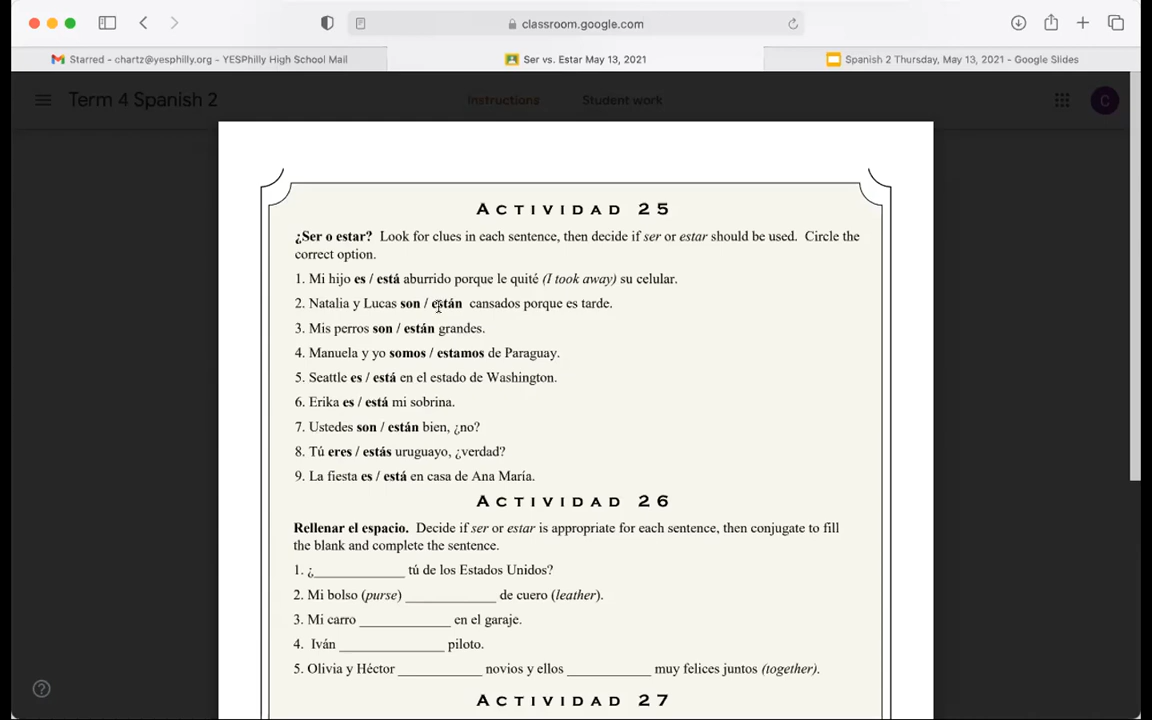 classroom.google.com
Starred – chartz@yesphilly.org – YESPhilly High School Mail
Ser vs. Estar May 13, 2021
Spanish 2 Thursday, May 13, 2021 - Google Slides
Term 4 Spanish 2
Instructions
Student work
C
ACTIVIDAD 25
¿Ser o estar? Look for clues in each sentence, then decide if ser or estar should be used. Circle the
correct option.
1. Mi hijo es / está aburrido porque le quité (I took away) su celular.
2. Natalia y Lucas son / están cansados porque es tarde.
3. Mis perros son / están grandes.
4. Manuela y yo somos / estamos de Paraguay.
5. Seattle es / está en el estado de Washington.
6. Erika es / está mi sobrina.
7. Ustedes son / están bien, ¿no?
8. Tú eres / estás uruguayo, ¿verdad?
9. La fiesta es / está en casa de Ana María.
ACTIVIDAD 26
Rellenar el espacio. Decide if ser or estar is appropriate for each sentence, then conjugate to fill
the blank and complete the sentence.
1. ¿____________ tú de los Estados Unidos?
2. Mi bolso (purse) ____________ de cuero (leather).
3. Mi carro ____________ en el garaje.
4. Iván ______________ piloto.
5. Olivia y Héctor ___________ novios y ellos ___________ muy felices juntos (together).
ACTIVIDAD 27